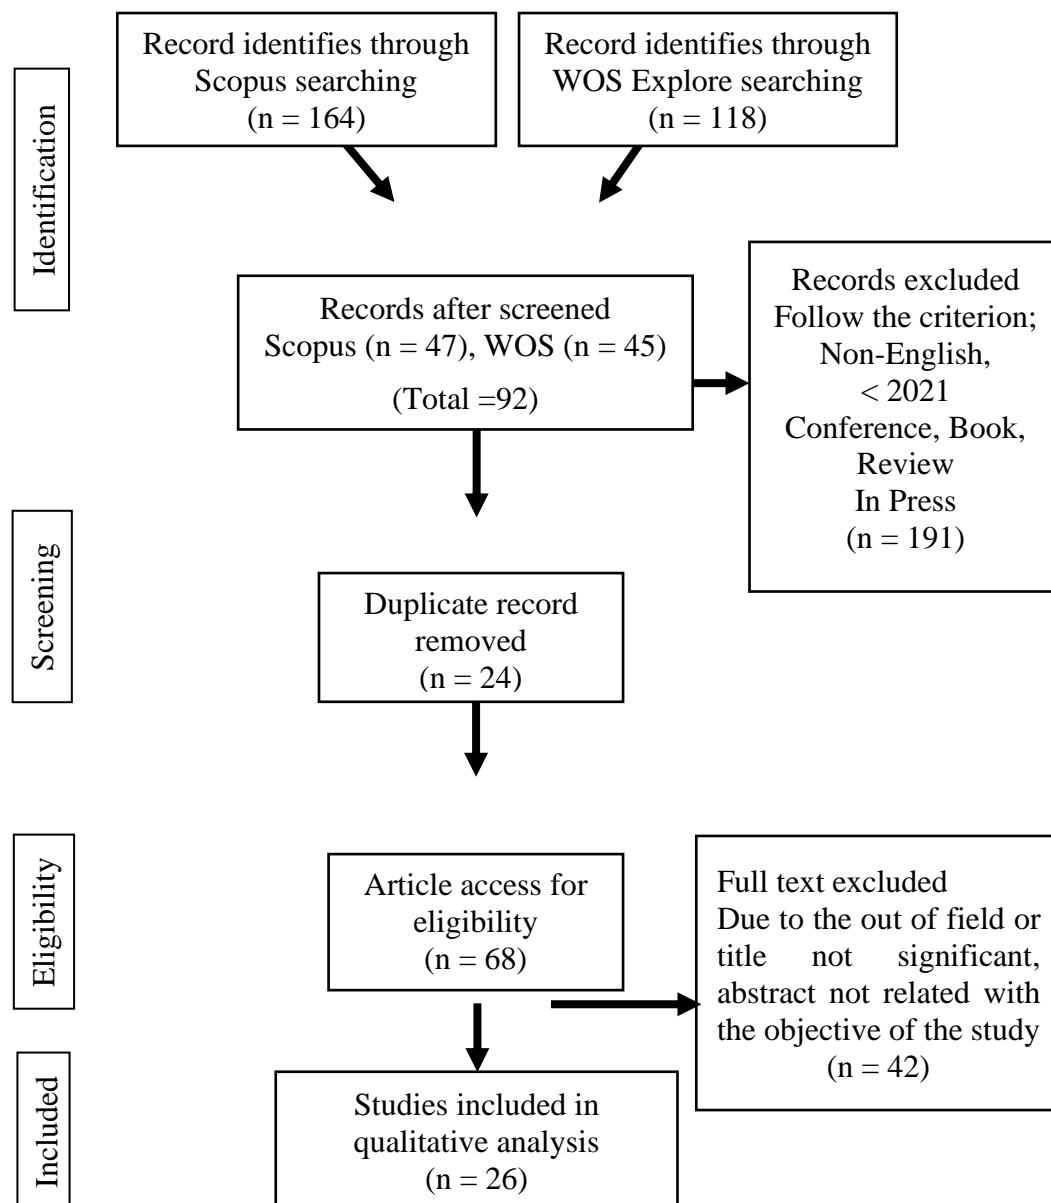 Record identifies through
Scopus searching
(n = 164)
Record identifies through
WOS Explore searching
(n = 118)
Identification
Records after screened
Scopus (n = 47), WOS (n = 45)
(Total =92)
Records excluded
Follow the criterion;
Non-English,
< 2021
Conference, Book,
Review
In Press
(n = 191)
Screening
Duplicate record
removed
(n = 24)
Eligibility
Article access for
eligibility
(n = 68)
Full text excluded
Due to the out of field or
title not significant,
abstract not related with
the objective of the study
(n = 42)
Included
Studies included in
qualitative analysis
(n = 26)